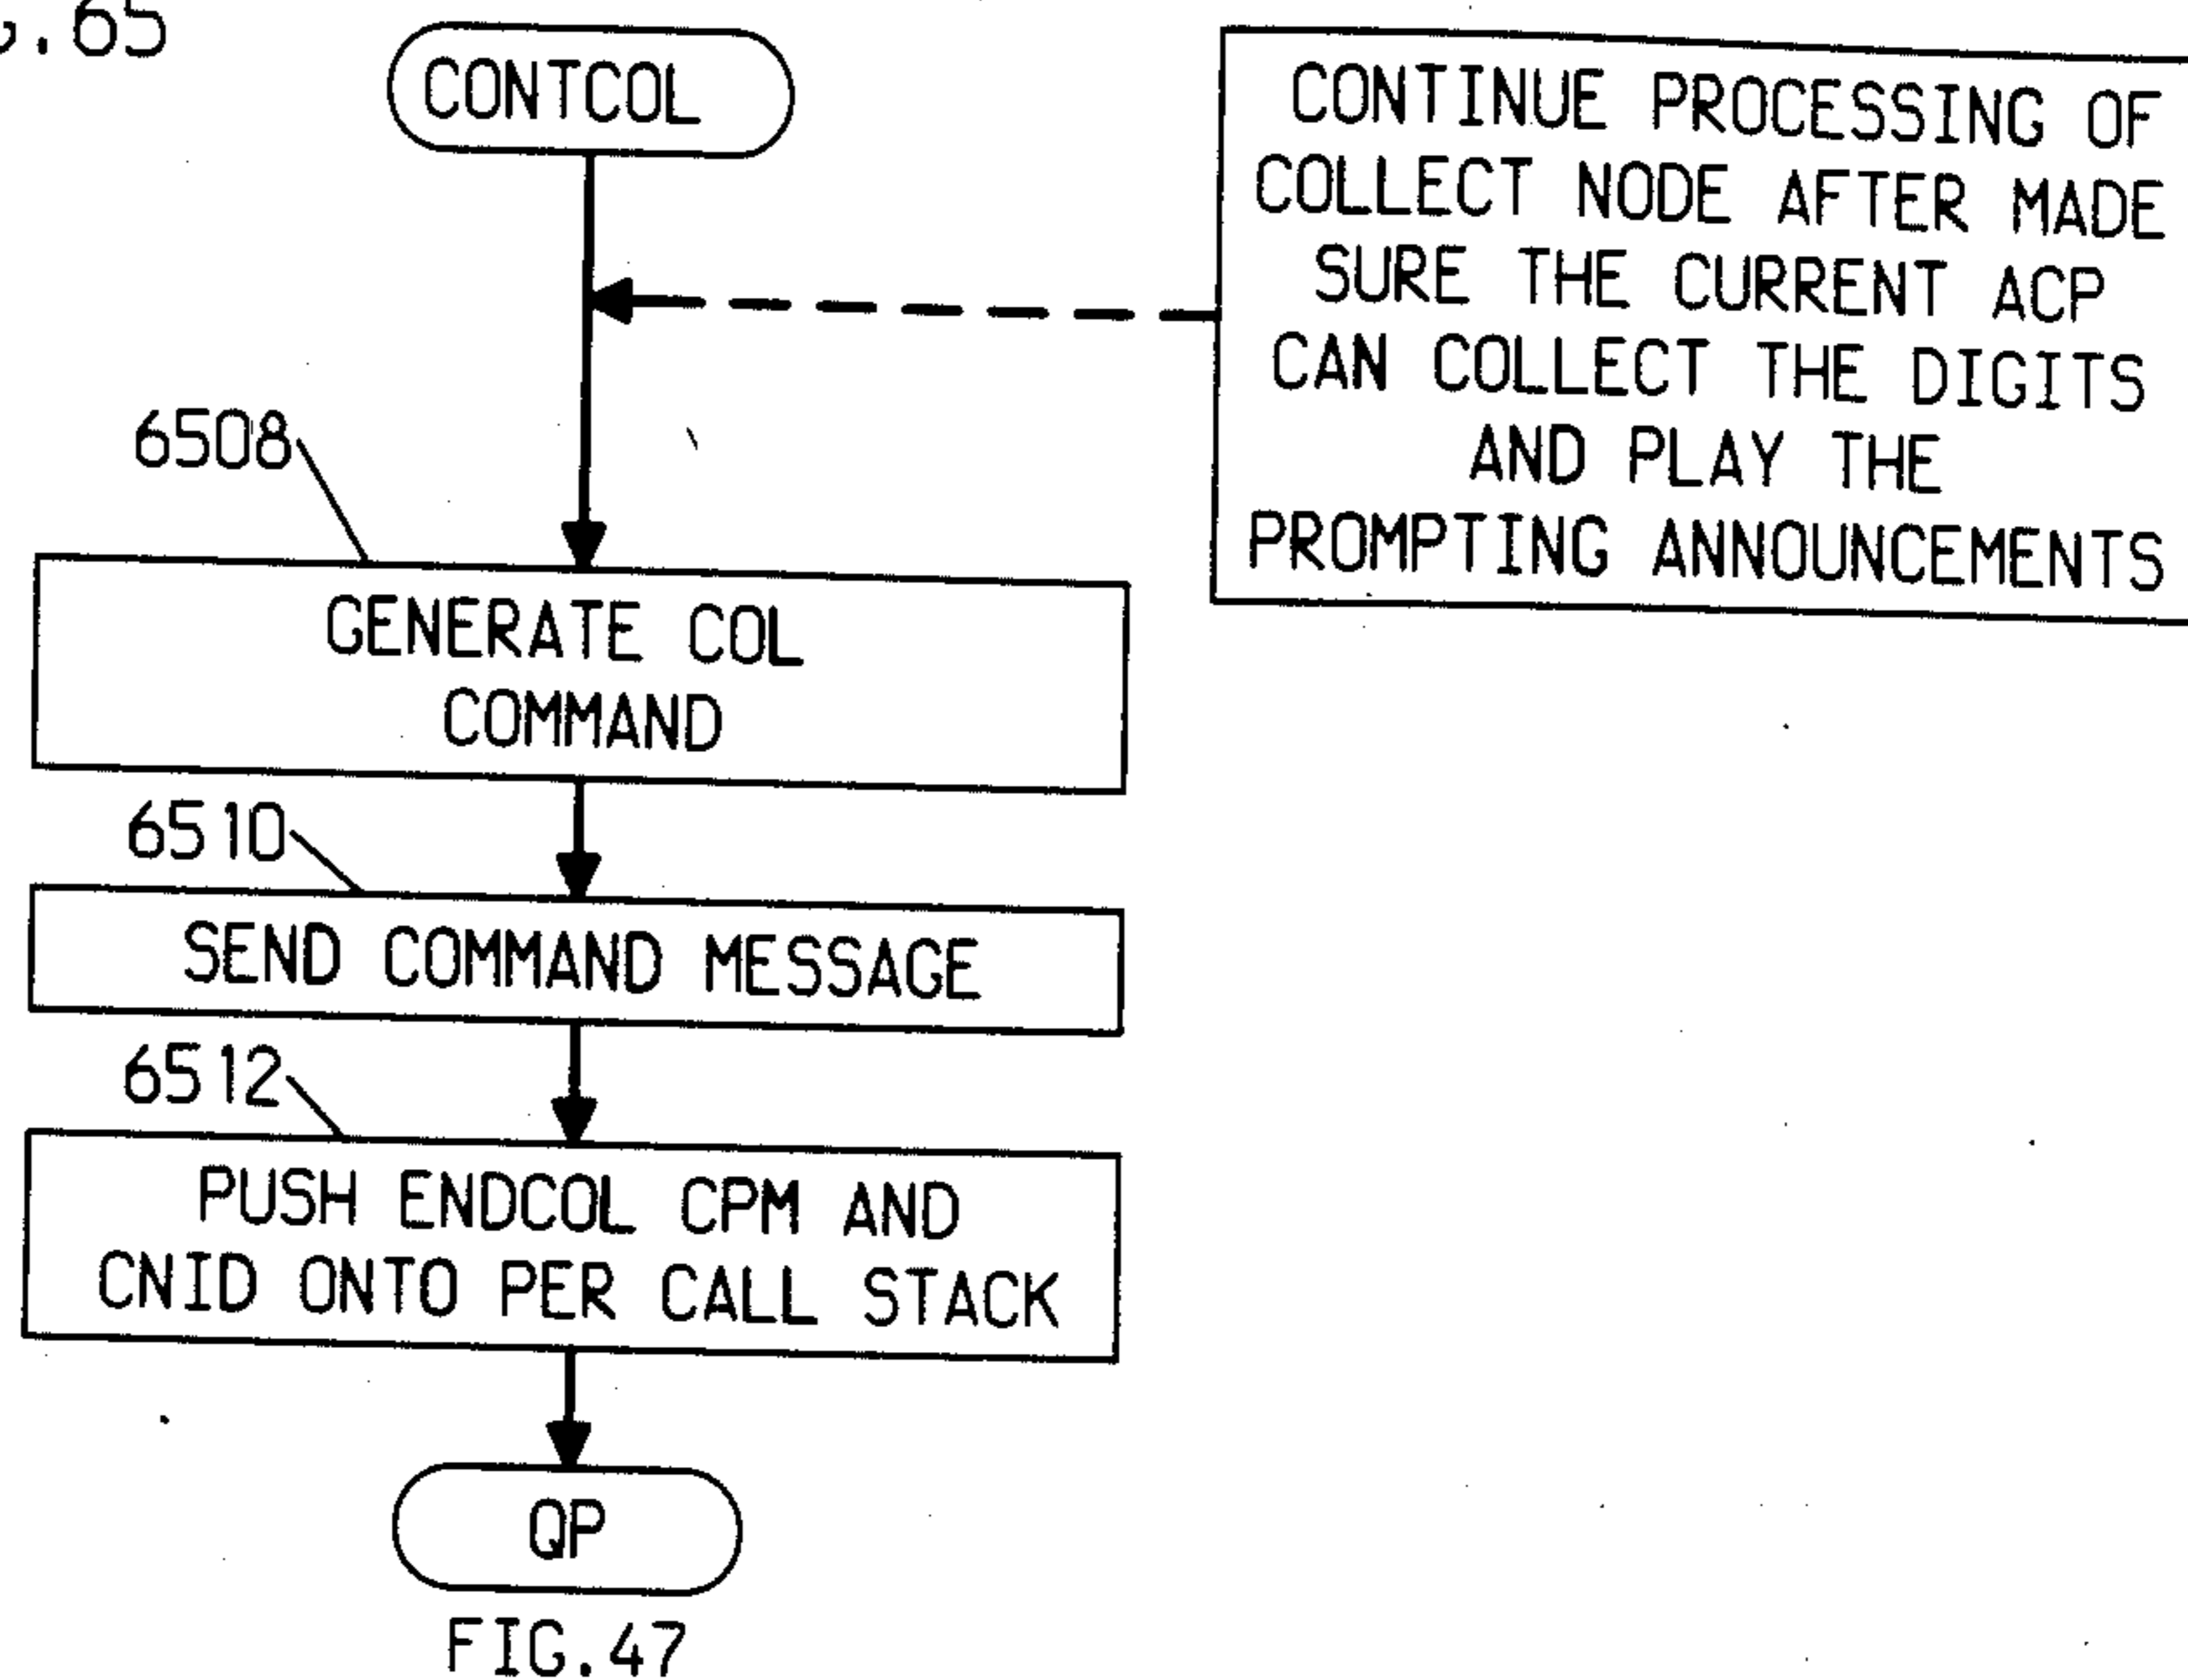 .65
CONTCOL
CONTINUE PROCESSING OF
COLLECT NODE AFTER MADE
SURE THE CURRENT ACP
CAN COLLECT THE DIGITS
AND PLAY THE
PROMPTING ANNOUNCEMENTS
6508
GENERATE COL
COMMAND
6510
SEND COMMAND MESSAGE
6512
PUSH ENDCOL CPM AND
CNID ONTO PER CALL STACK
QP
FIG.47